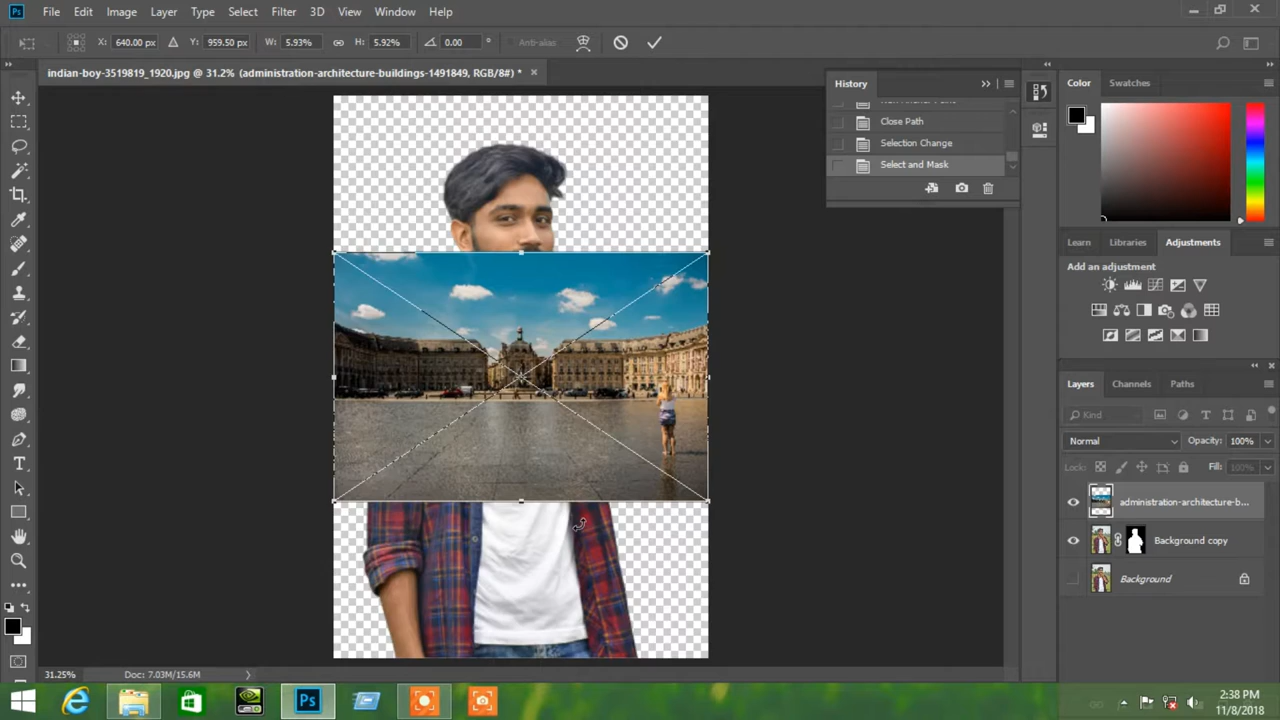 Ps File Edit Image Layer Type Select Filter 3D View Window Help
X: 640.00 px Y: 959.50 px W: 5.93% H: 5.92% 0.00 ° Anti-alias
indian-boy-3519819_1920.jpg @ 31.2% (administration-architecture-buildings-1491849, RGB/8#) *
History
Close Path
Selection Change
Select and Mask
Color Swatches
Learn Libraries Adjustments
Add an adjustment
Layers Channels Paths
Kind
Normal Opacity: 100%
Lock: Fill: 100%
administration-architecture-b...
Background copy
Background
31.25% Doc: 7.03M/15.6M
Ps
2:38 PM
11/8/2018